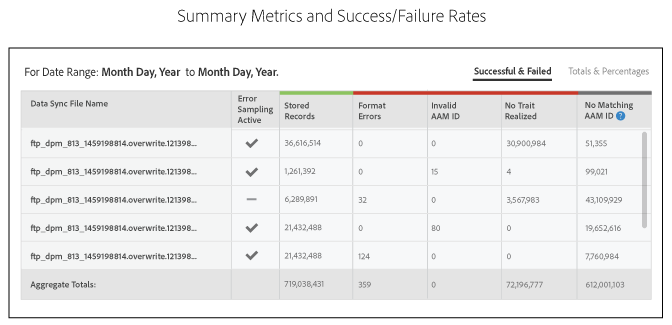 Summary Metrics and Success/Failure Rates
For Date Range: Month Day, Year to Month Day, Year.
Successful & Failed Totals & Percentages
Data Sync File Name
Error
Sampling
Active
Stored
Records
Format
Errors
Invalid
AAM ID
No Trait
Realized
No Matching
AAM ID ?
ftp_dpm_813_1459198814.overwrite.121398... 36,616,514 0 0 30,900,984 51,355
ftp_dpm_813_1459198814.overwrite.121398... 1,261,392 0 15 4 99,021
ftp_dpm_813_1459198814.overwrite.121398... 6,289,891 32 0 3,567,983 43,109,929
ftp_dpm_813_1459198814.overwrite.121398... 21,432,488 0 80 0 19,652,616
ftp_dpm_813_1459198814.overwrite.121398... 21,432,488 124 0 0 7,760,984
Aggregate Totals: 719,038,431 359 0 72,196,777 612,001,103